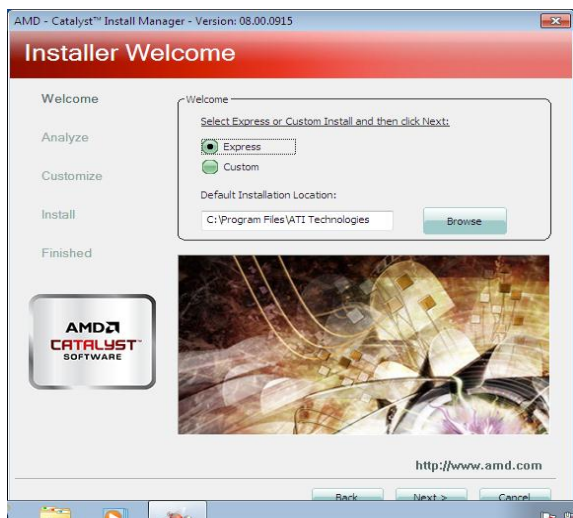 AMD - Catalyst™ Install Manager - Version: 08.00.0915
Installer Welcome
Welcome
Analyze
Customize
Install
Finished
AMD
CATALYST™
SOFTWARE
Welcome
Select Express or Custom Install and then click Next:
Express
Custom
Default Installation Location:
C:\Program Files\ATI Technologies
Browse
http://www.amd.com
Back
Next >
Cancel